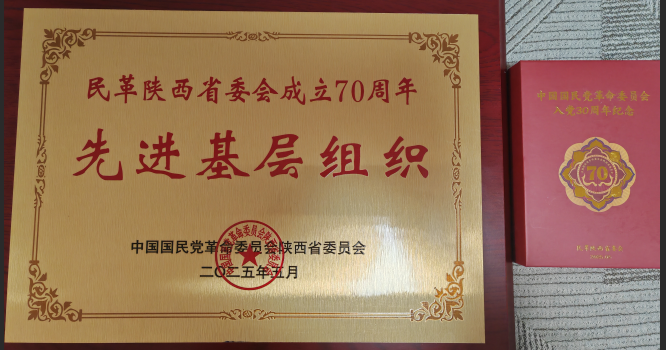 民革陕西省委会成立70周年
先进基层组织
中国国民党革命委员会陕西省委员会
二〇二五年五月
中国国民党革命委员会
入党30周年纪念
70